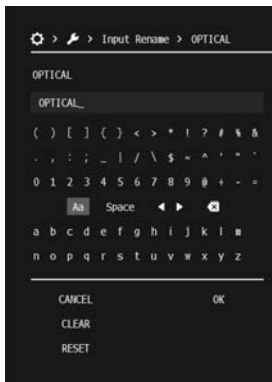 > > Input Rename > OPTICAL
OPTICAL
OPTICAL_
( ) [ ] { } < > * ! ? # % &
. , : ; _ | / \ $ ~ ^ ' " `
0 1 2 3 4 5 6 7 8 9 @ + - =
Aa Space ◀ ▶
a b c d e f g h i j k l m
n o p q r s t u v w x y z
CANCEL OK
CLEAR
RESET